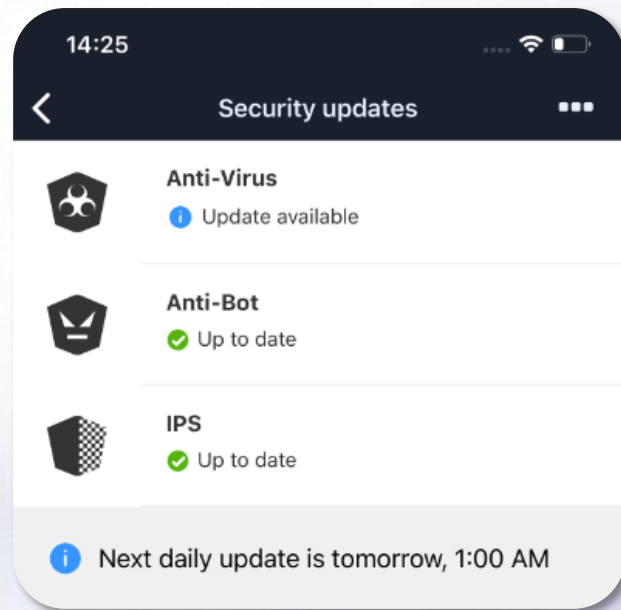 14:25
Security updates
Anti-Virus
Update available
Anti-Bot
Up to date
IPS
Up to date
Next daily update is tomorrow, 1:00 AM